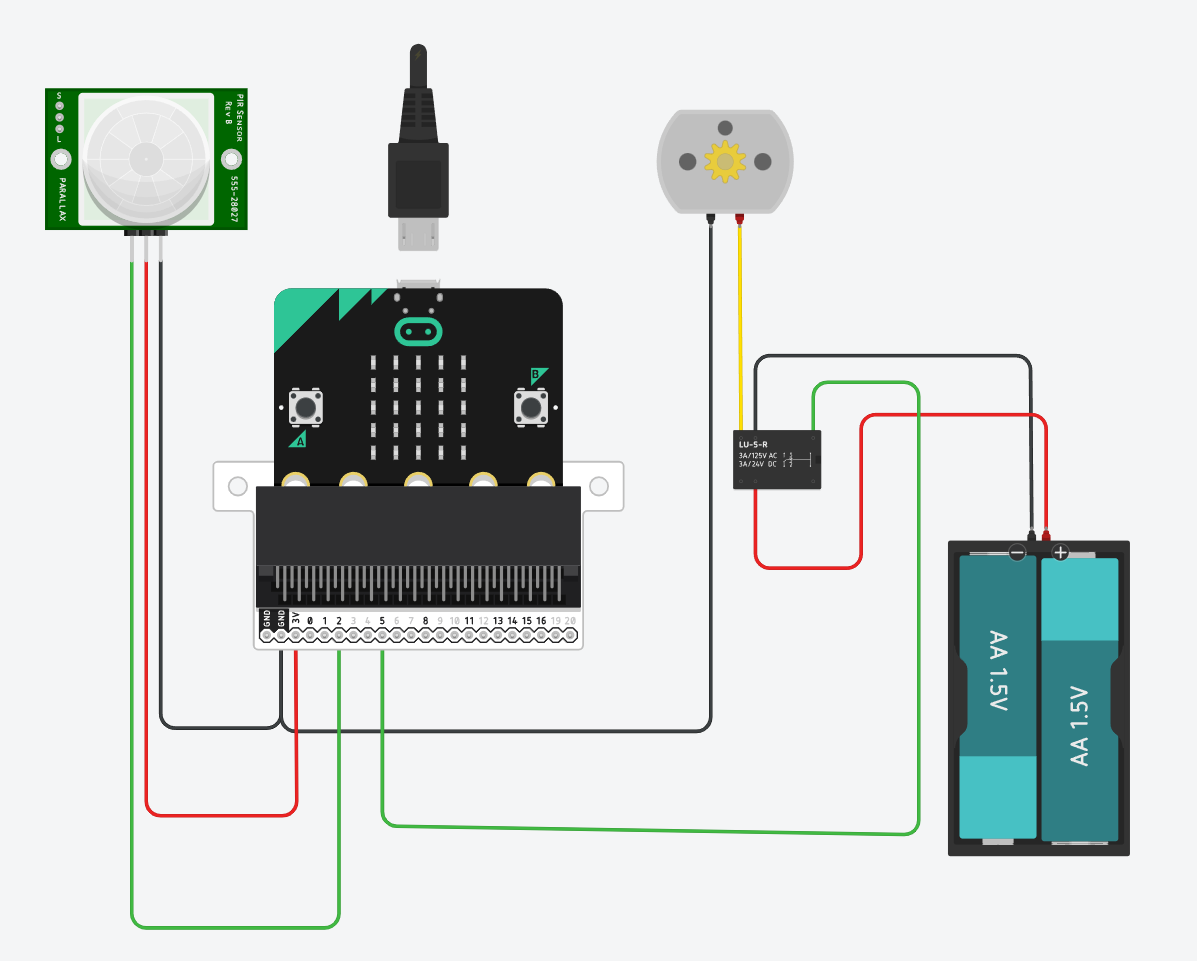 S
L
PIR SENSOR
REV B
PARALLAX
555-28027
A
B
LU-5-R
3A/125V AC
3A/24V DC
GND GND 3V 0 1 2 3 4 5 6 7 8 9 10 11 12 13 14 15 16 19 20
− +
AA 1.5V
AA 1.5V